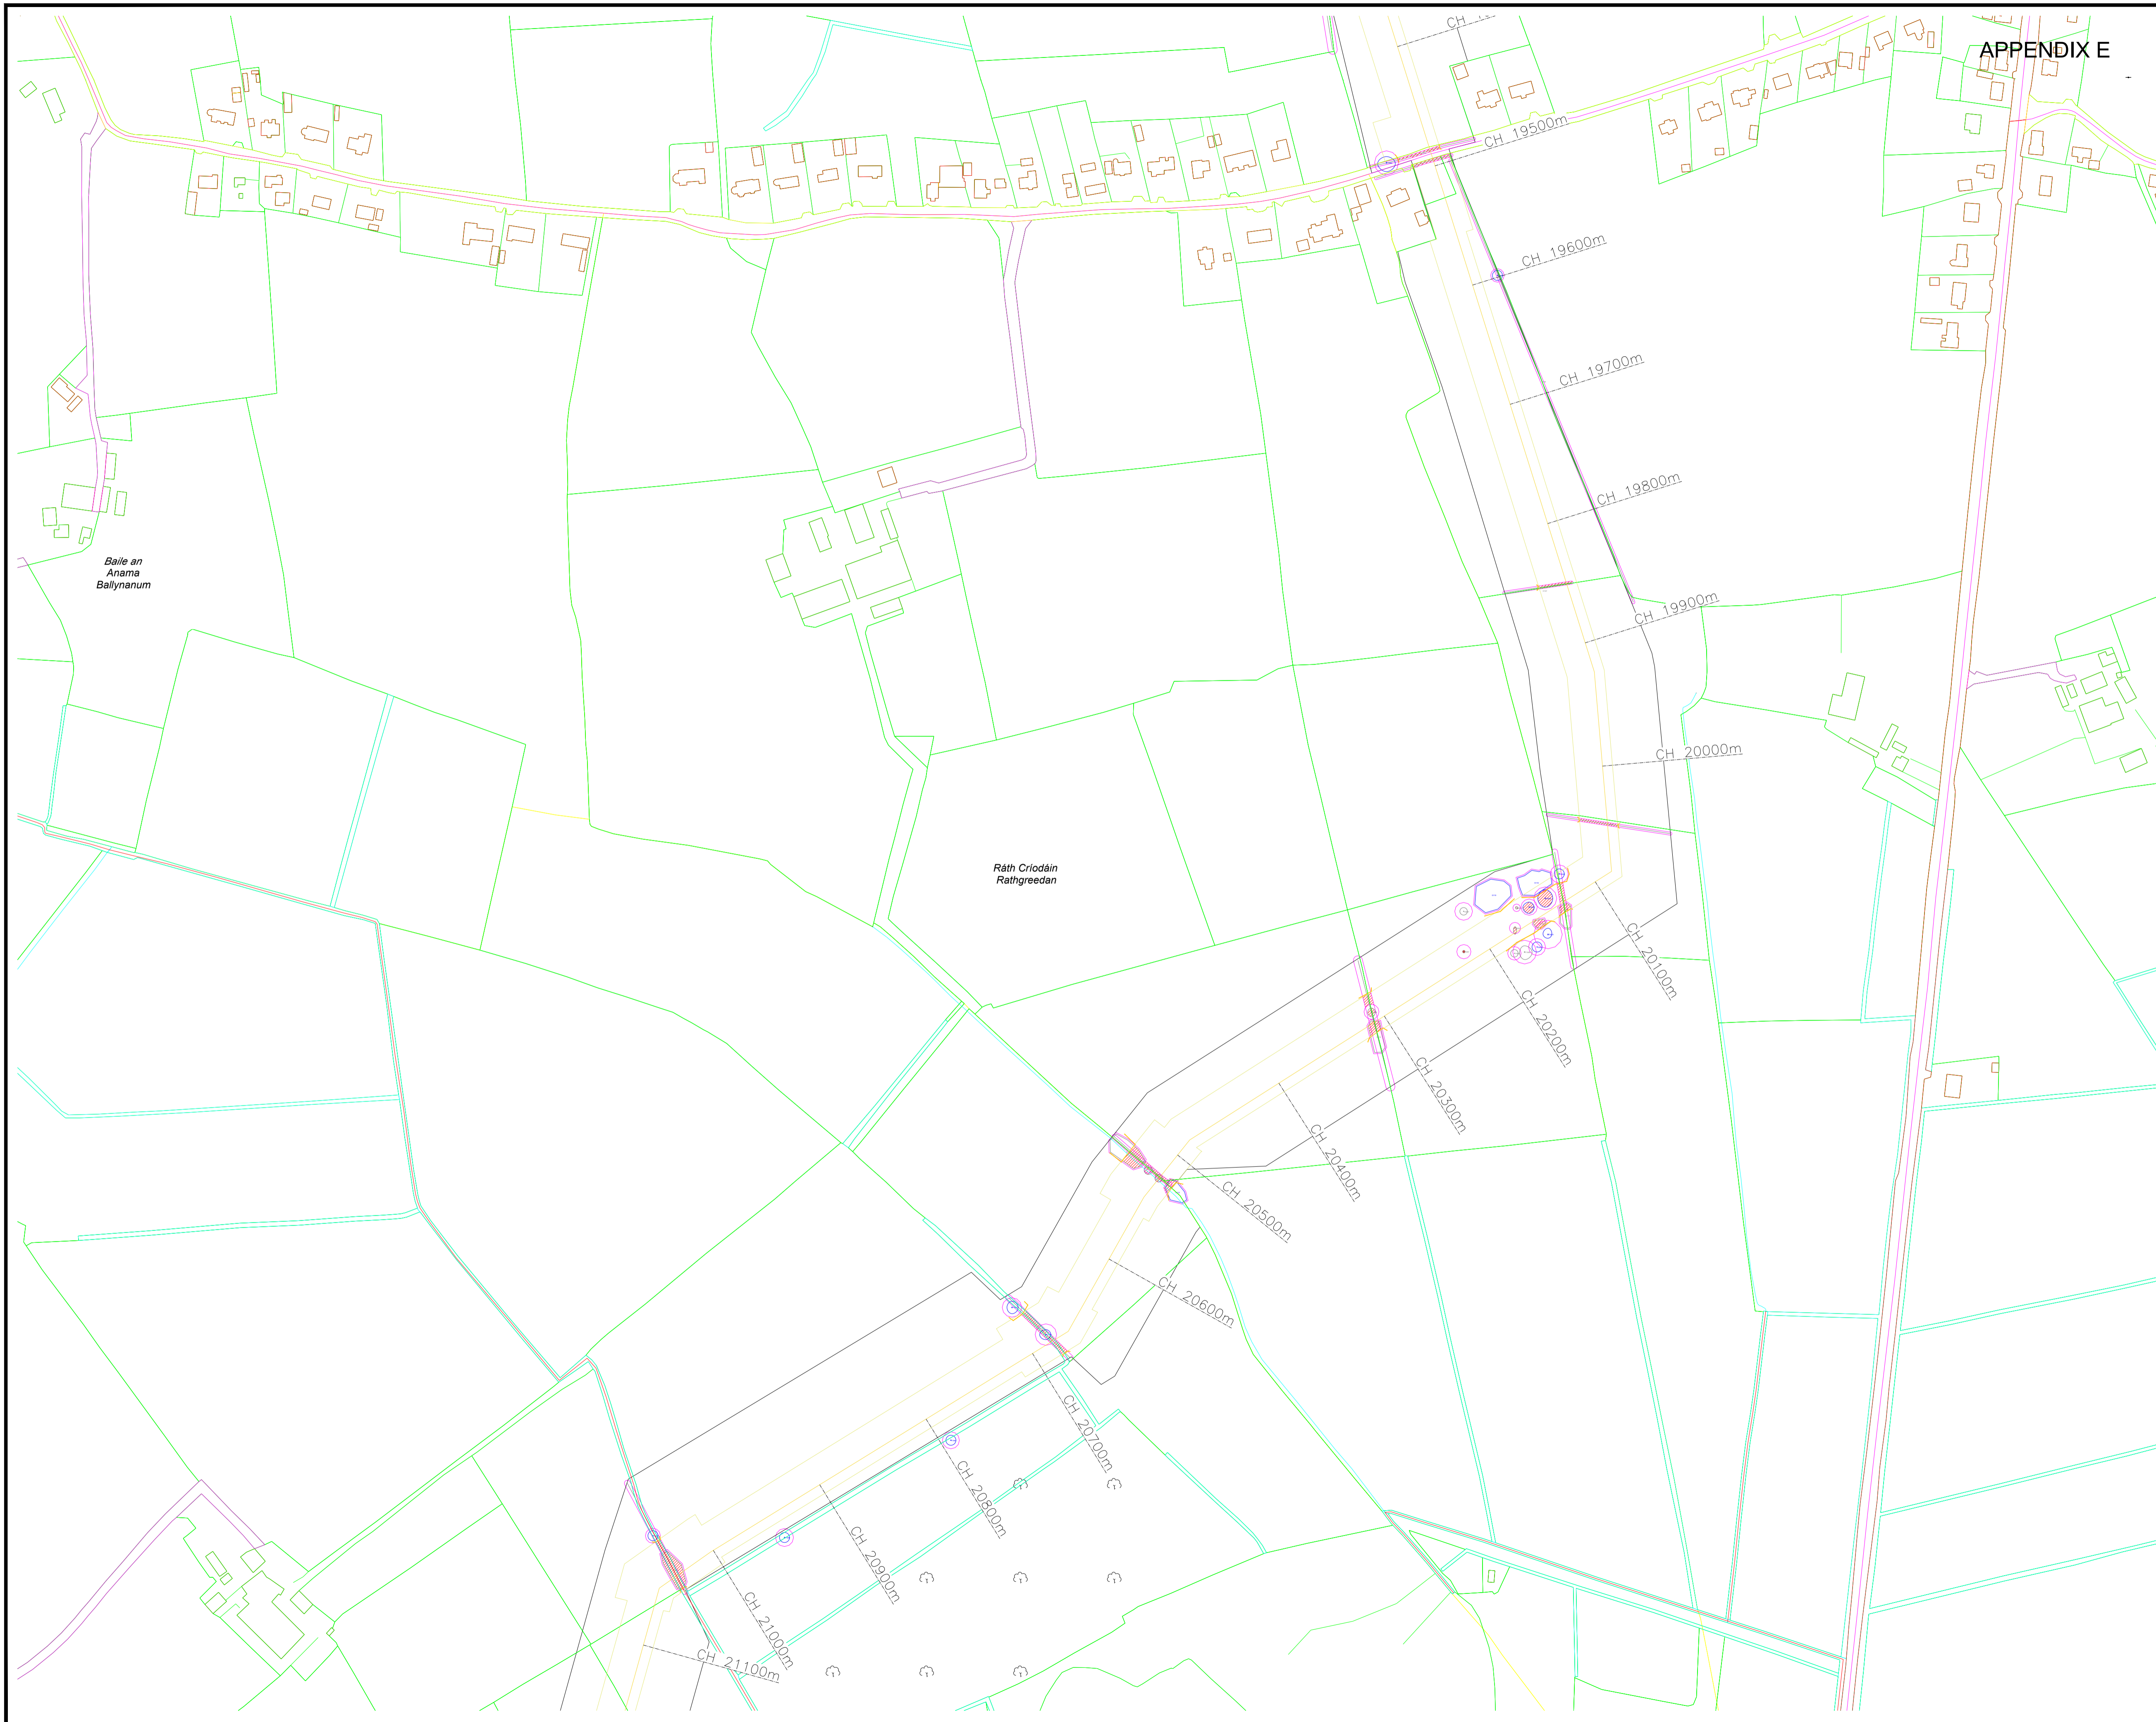 APPENDIX E
CH 19500m
CH 19600m
CH 19700m
CH 19800m
CH 19900m
CH 20000m
CH 20100m
CH 20200m
CH 20300m
CH 20400m
CH 20500m
CH 20600m
CH 20700m
CH 20800m
CH 20900m
CH 21000m
CH 21100m
Baile an
Anama
Ballynanum
Ráth Críodáin
Rathgreedan